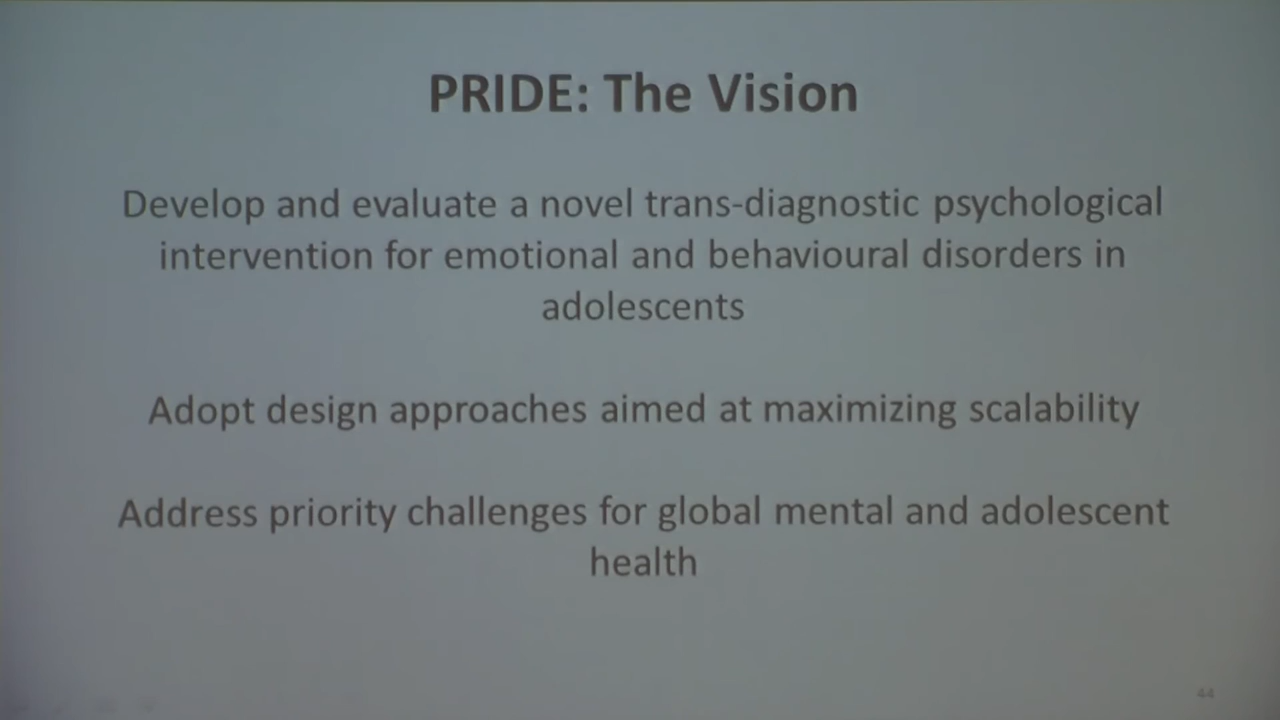 PRIDE: The Vision
Develop and evaluate a novel trans-diagnostic psychological
intervention for emotional and behavioural disorders in
adolescents
Adopt design approaches aimed at maximizing scalability
Address priority challenges for global mental and adolescent
health
44